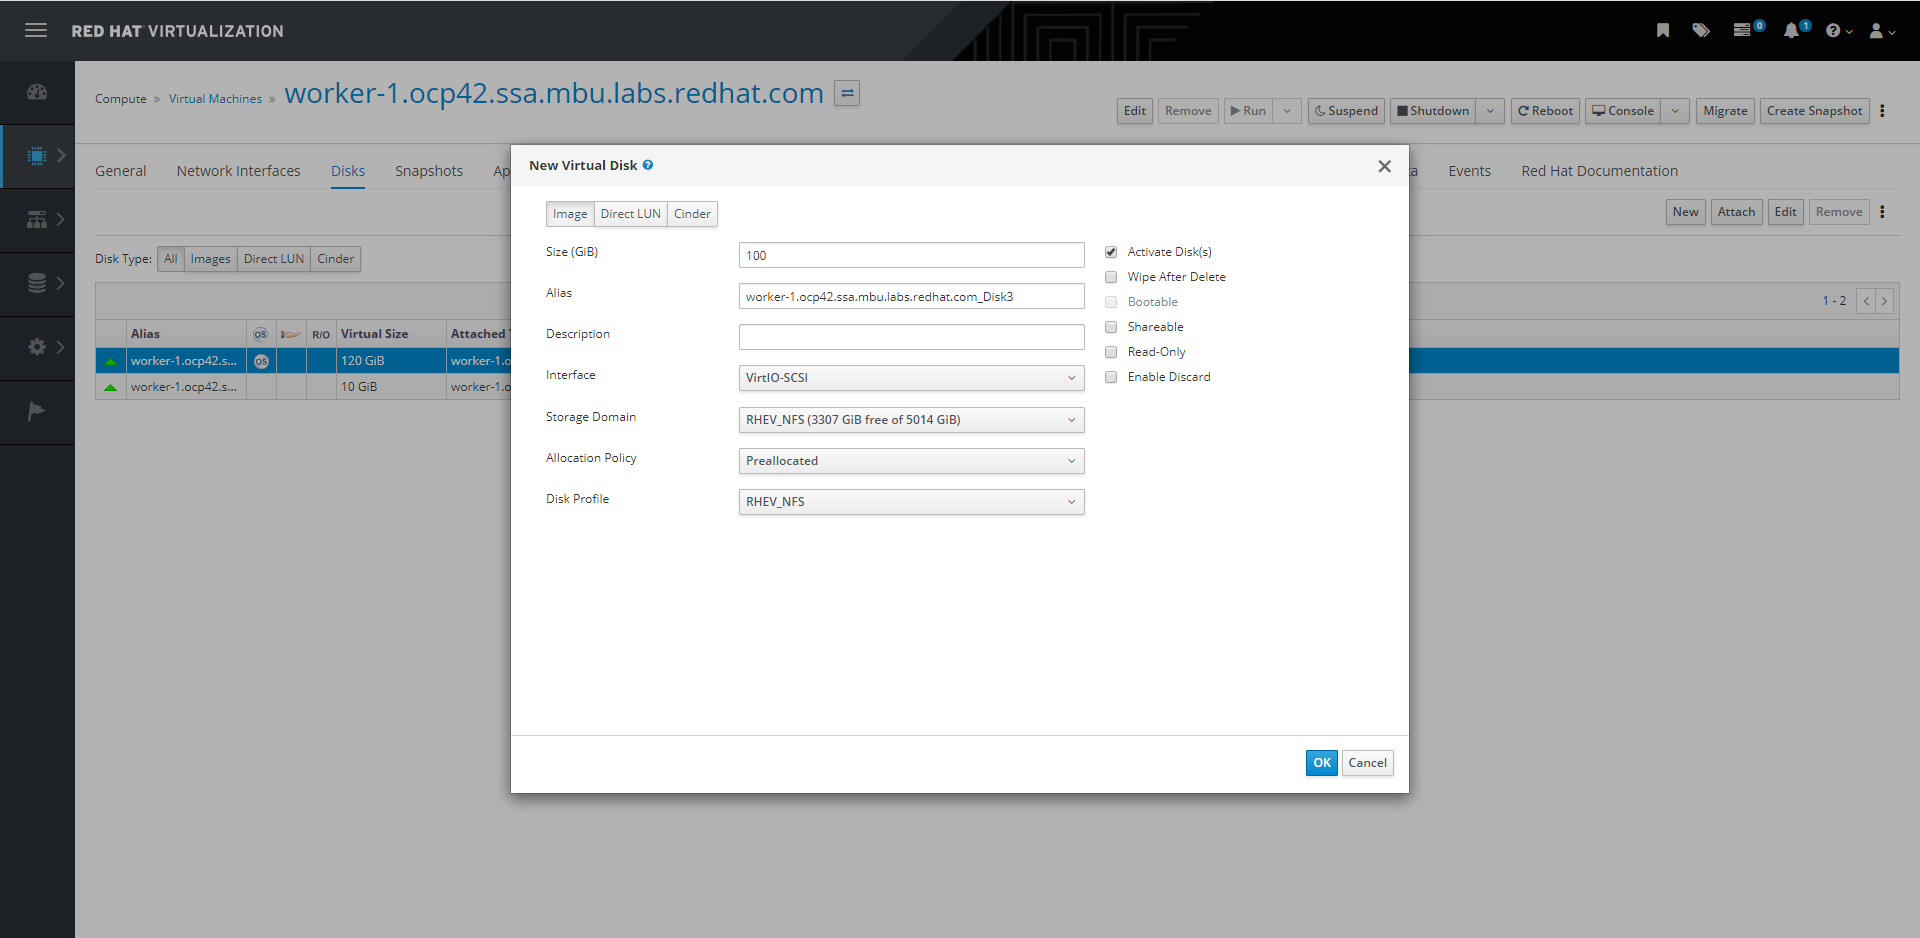 RED HAT VIRTUALIZATION
0
1
Compute » Virtual Machines » worker-1.ocp42.ssa.mbu.labs.redhat.com
Edit Remove Run Suspend Shutdown Reboot Console Migrate Create Snapshot
General Network Interfaces Disks Snapshots Ap ta Events Red Hat Documentation
New Attach Edit Remove
Disk Type: All Images Direct LUN Cinder
1 - 2
Alias OS R/O Virtual Size Attached
worker-1.ocp42.s... OS 120 GiB worker-1.o
worker-1.ocp42.s... 10 GiB worker-1.o
New Virtual Disk ?
Image Direct LUN Cinder
Size (GiB) 100
Alias worker-1.ocp42.ssa.mbu.labs.redhat.com_Disk3
Description
Interface VirtIO-SCSI
Storage Domain RHEV_NFS (3307 GiB free of 5014 GiB)
Allocation Policy Preallocated
Disk Profile RHEV_NFS
Activate Disk(s)
Wipe After Delete
Bootable
Shareable
Read-Only
Enable Discard
OK Cancel